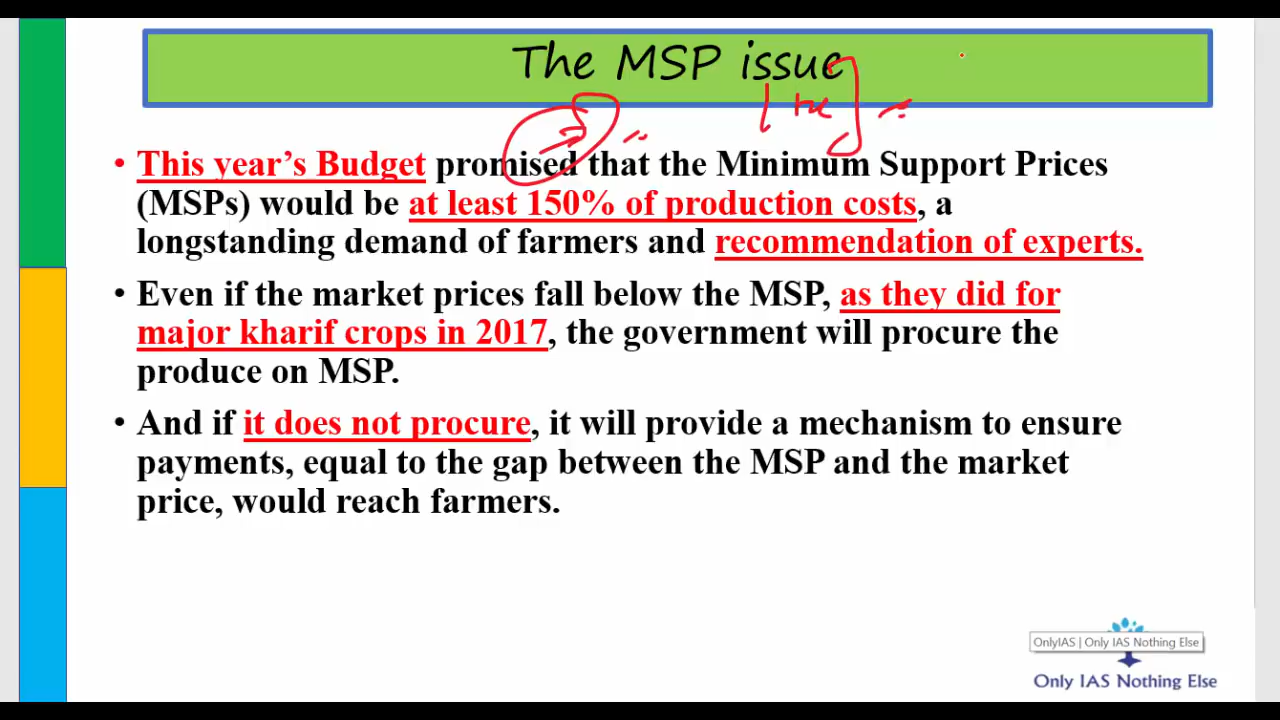 The MSP issue
• This year's Budget promised that the Minimum Support Prices
(MSPs) would be at least 150% of production costs, a
longstanding demand of farmers and recommendation of experts.
• Even if the market prices fall below the MSP, as they did for
major kharif crops in 2017, the government will procure the
produce on MSP.
• And if it does not procure, it will provide a mechanism to ensure
payments, equal to the gap between the MSP and the market
price, would reach farmers.
OnlyIAS | Only IAS Nothing Else
Only IAS Nothing Else